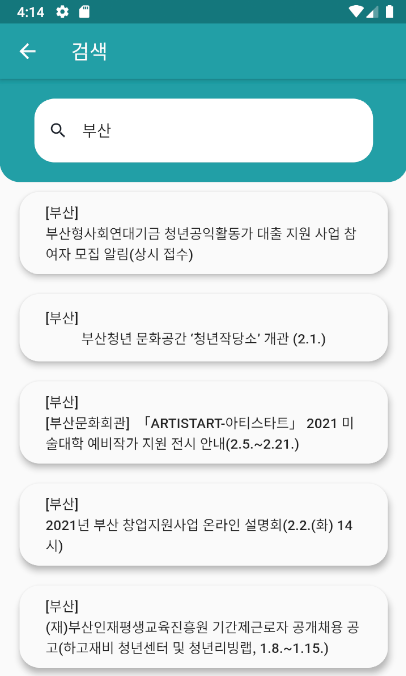 4:14
검색
부산
[부산]
부산형사회연대기금 청년공익활동가 대출 지원 사업 참
여자 모집 알림(상시 접수)
[부산]
부산청년 문화공간 ‘청년작당소’ 개관 (2.1.)
[부산]
[부산문화회관] 「ARTISTART-아티스타트」 2021 미
술대학 예비작가 지원 전시 안내(2.5.~2.21.)
[부산]
2021년 부산 창업지원사업 온라인 설명회(2.2.(화) 14
시)
[부산]
(재)부산인재평생교육진흥원 기간제근로자 공개채용 공
고(하고재비 청년센터 및 청년리빙랩, 1.8.~1.15.)